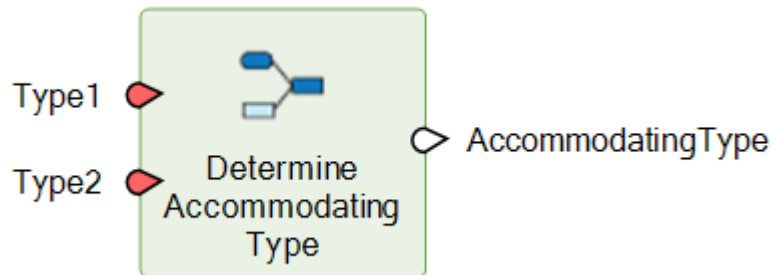 Type1
Type2
Determine
Accommodating
Type
AccommodatingType